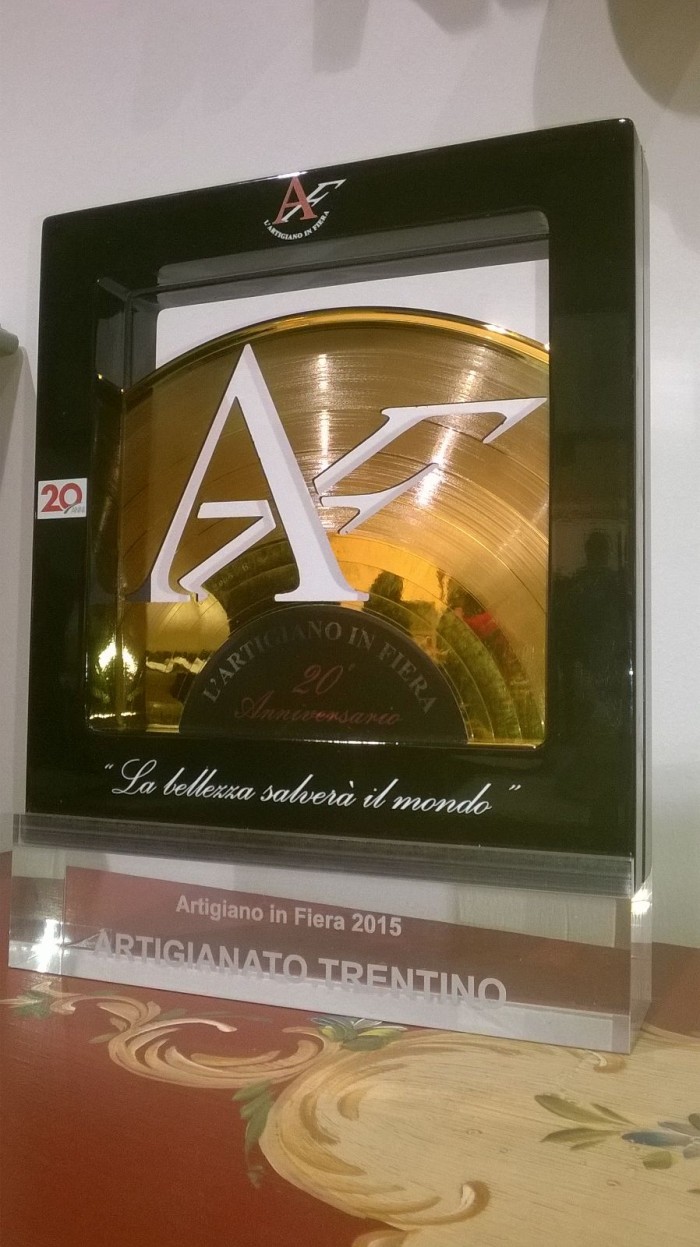 AF
L'ARTIGIANO IN FIERA
AF
20
L'ARTIGIANO IN FIERA
20°
Anniversario
“La bellezza salverà il mondo”
Artigiano in Fiera 2015
ARTIGIANATO TRENTINO